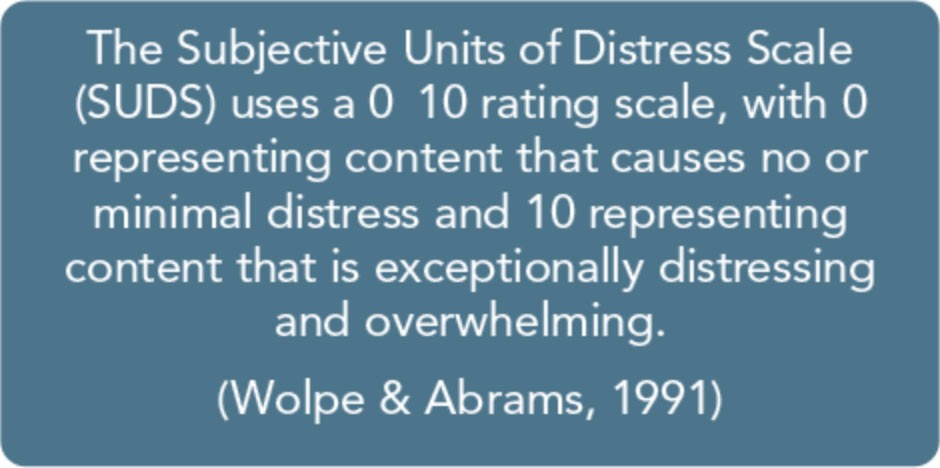 The Subjective Units of Distress Scale
(SUDS) uses a 0 10 rating scale, with 0
representing content that causes no or
minimal distress and 10 representing
content that is exceptionally distressing
and overwhelming.
(Wolpe & Abrams, 1991)